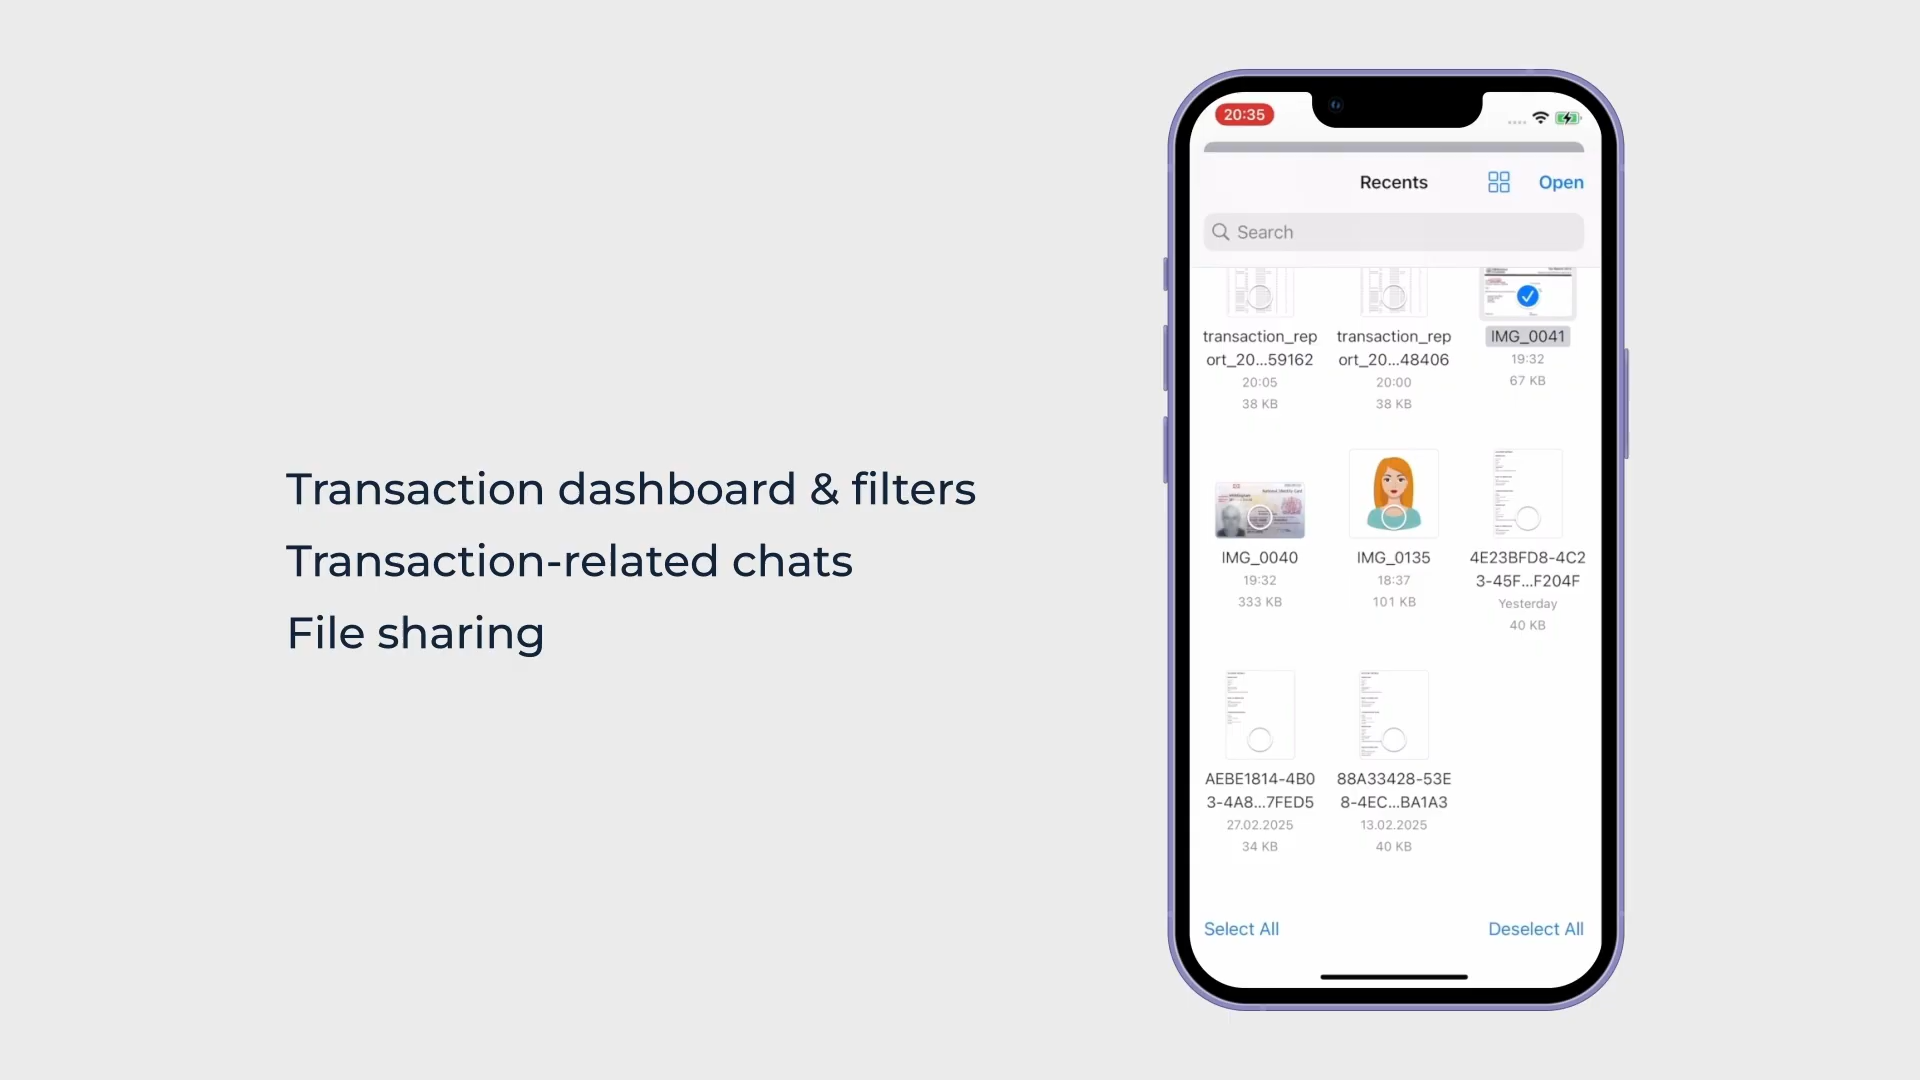 Transaction dashboard & filters
Transaction-related chats
File sharing
20:35
Recents
Open
Search
transaction_rep
ort_20...59162
20:05
38 KB
transaction_rep
ort_20...48406
20:00
38 KB
IMG_0041
19:32
67 KB
IMG_0040
19:32
333 KB
IMG_0135
18:37
101 KB
4E23BFD8-4C2
3-45F...F204F
Yesterday
40 KB
AEBE1814-4B0
3-4A8...7FED5
27.02.2025
34 KB
88A33428-53E
8-4EC...BA1A3
13.02.2025
40 KB
Select All
Deselect All